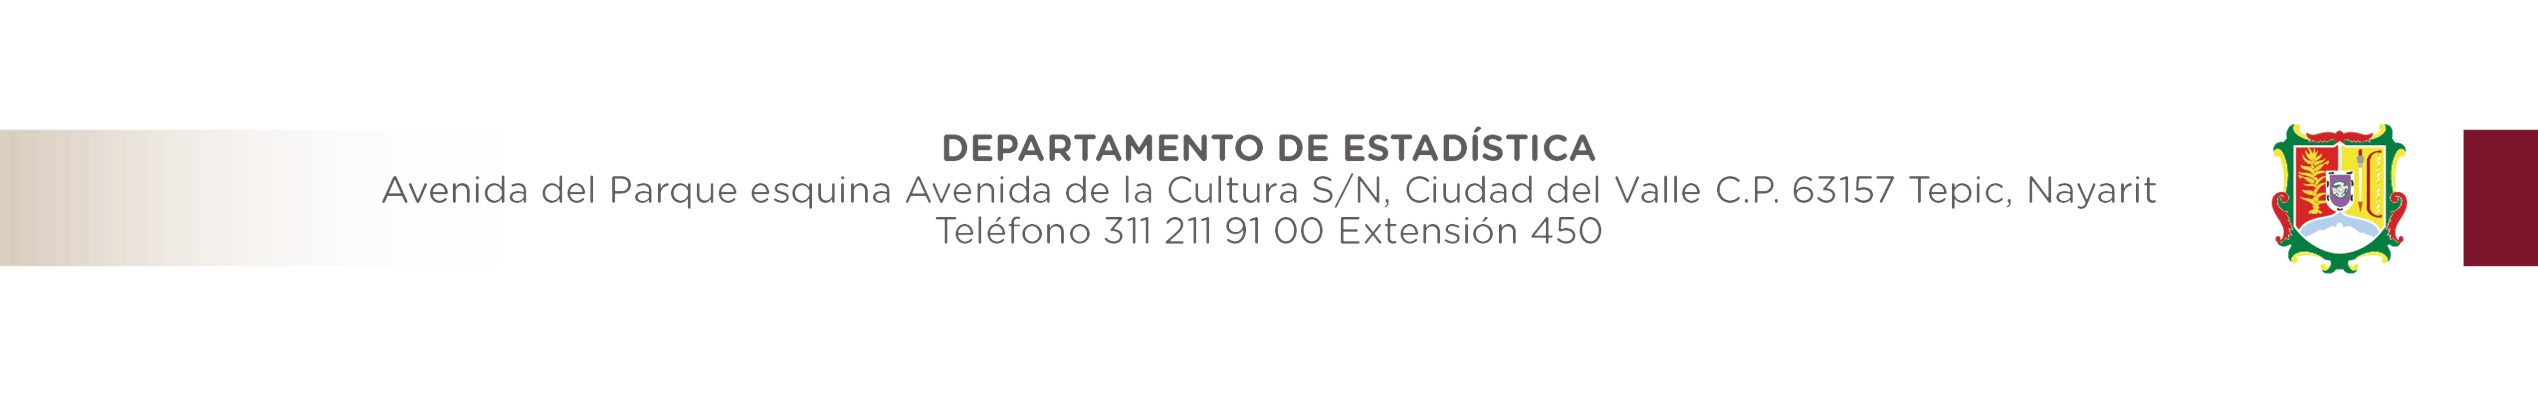 DEPARTAMENTO DE ESTADÍSTICA
Avenida del Parque esquina Avenida de la Cultura S/N, Ciudad del Valle C.P. 63157 Tepic, Nayarit
Teléfono 311 211 91 00 Extensión 450